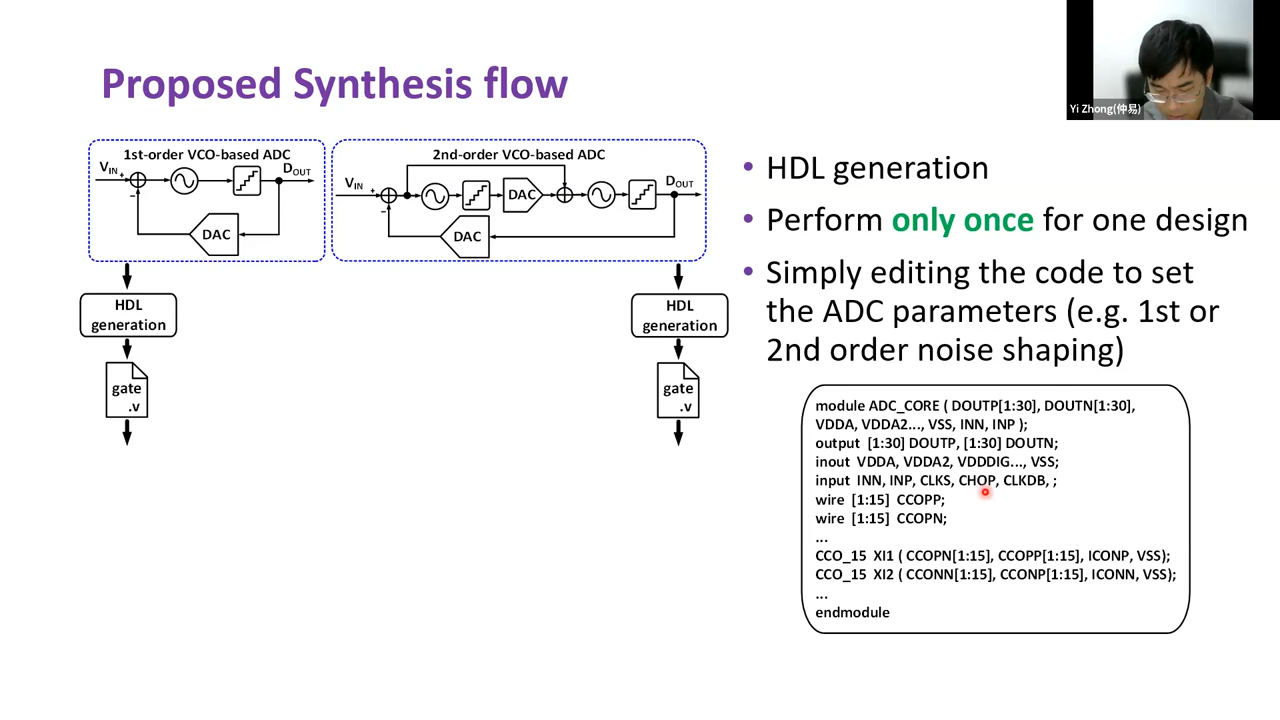 Yi Zhong(仲易)
Proposed Synthesis flow
1st-order VCO-based ADC
VIN
+
−
DOUT
DAC
2nd-order VCO-based ADC
VIN
+
−
DAC
DOUT
DAC
HDL
generation
gate
.v
HDL
generation
gate
.v
• HDL generation
• Perform only once for one design
• Simply editing the code to set
the ADC parameters (e.g. 1st or
2nd order noise shaping)
module ADC_CORE ( DOUTP[1:30], DOUTN[1:30],
VDDA, VDDA2..., VSS, INN, INP );
output [1:30] DOUTP, [1:30] DOUTN;
inout VDDA, VDDA2, VDDDIG..., VSS;
input INN, INP, CLKS, CHOP, CLKDB, ;
wire [1:15] CCOPP;
wire [1:15] CCOPN;
...
CCO_15 XI1 ( CCOPN[1:15], CCOPP[1:15], ICONP, VSS);
CCO_15 XI2 ( CCONN[1:15], CCONP[1:15], ICONN, VSS);
...
endmodule